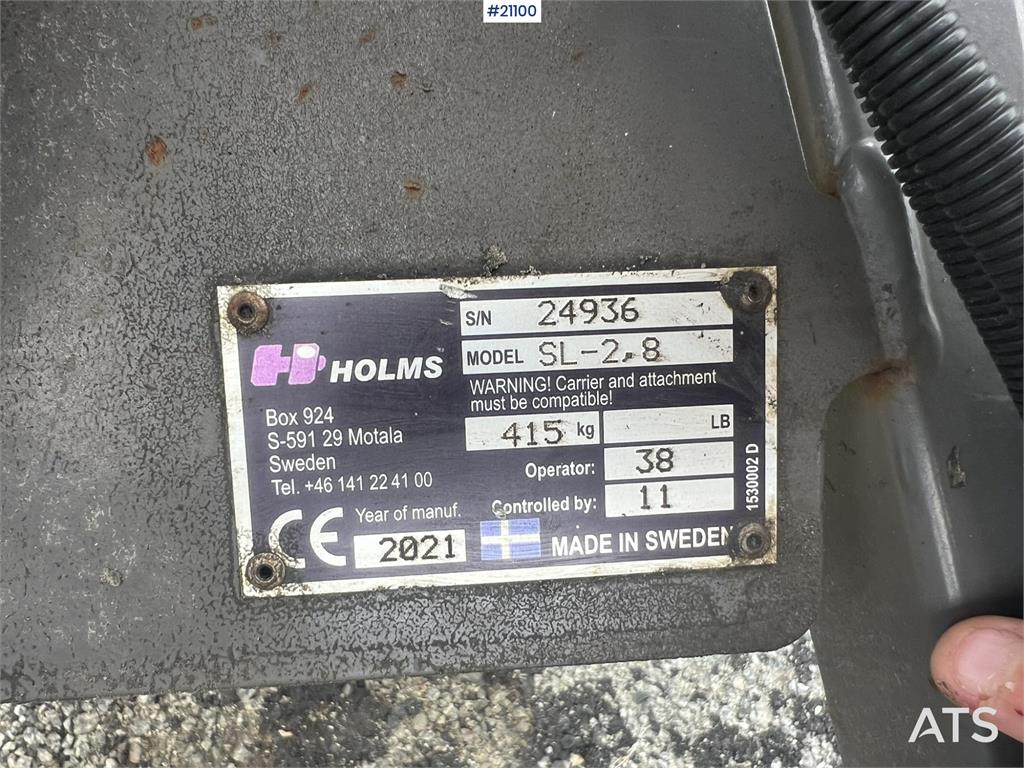 #21100
S/N 24936
HOLMS
MODEL SL-2.8
WARNING! Carrier and attachment
must be compatible!
Box 924
S-591 29 Motala
Sweden
Tel. +46 141 22 41 00
415 kg LB
Operator: 38
Controlled by: 11
1530002 D
CE
Year of manuf.
2021
MADE IN SWEDEN
ATS